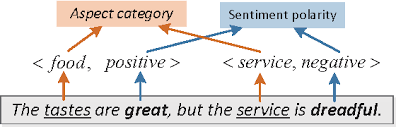 Aspect category Sentiment polarity
< food, positive > < service, negative >
The tastes are great, but the service is dreadful.